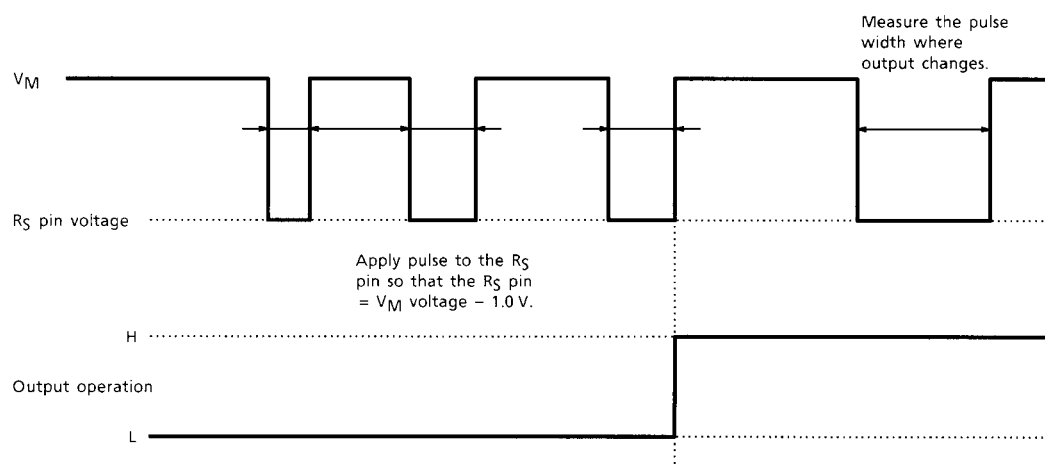 Measure the pulse
width where
output changes.
VM
RS pin voltage
Apply pulse to the RS
pin so that the RS pin
= VM voltage – 1.0 V.
H
Output operation
L